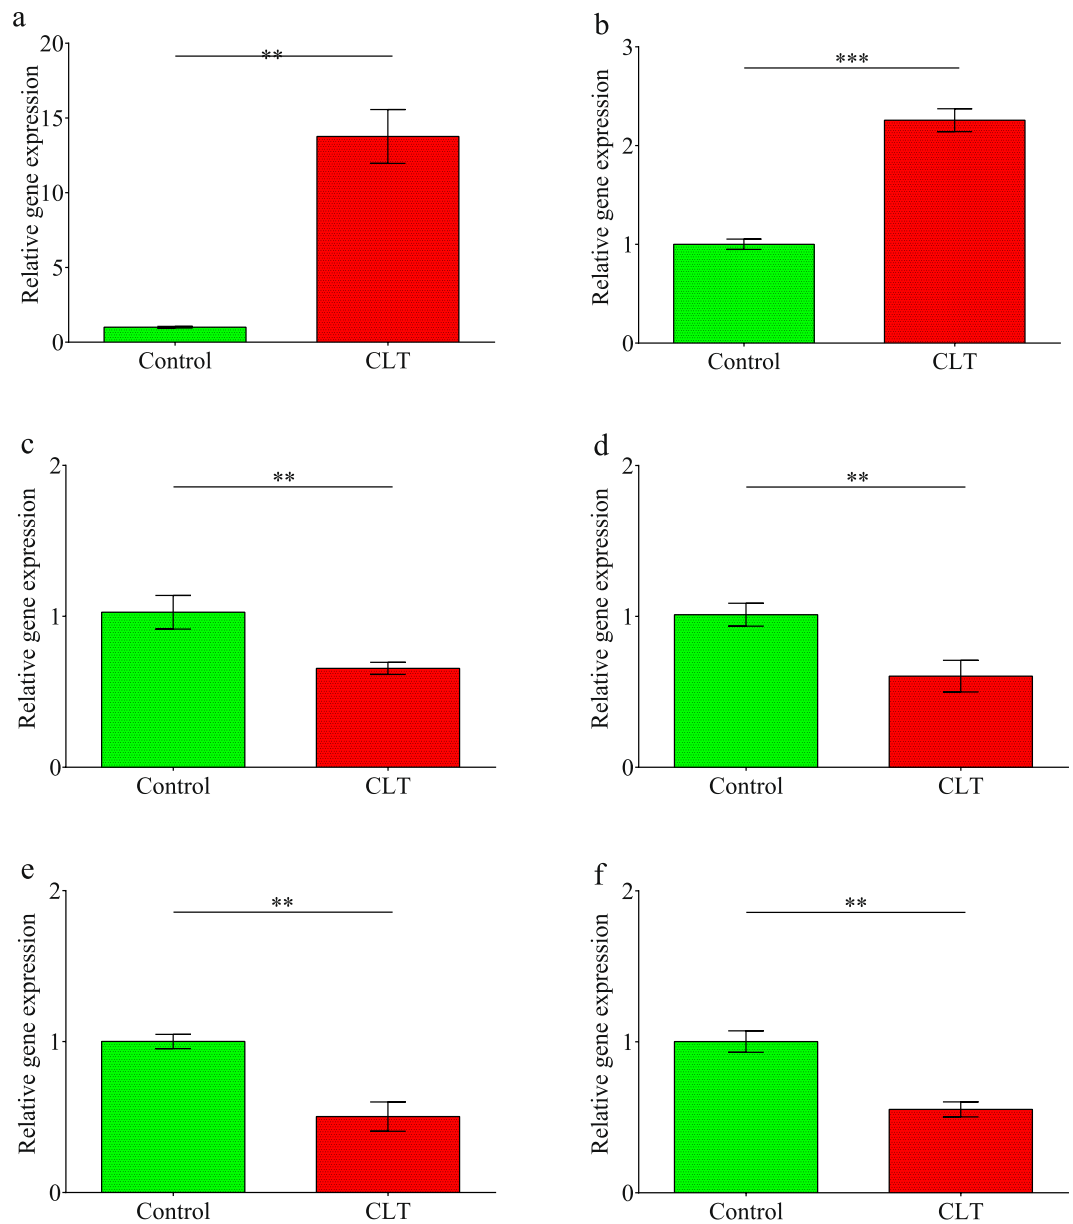 a
Relative gene expression
20
15
10
5
0
**
Control
CLT
b
Relative gene expression
3
2
1
0
***
Control
CLT
c
Relative gene expression
2
1
0
**
Control
CLT
d
Relative gene expression
2
1
0
**
Control
CLT
e
Relative gene expression
2
1
0
**
Control
CLT
f
Relative gene expression
2
1
0
**
Control
CLT